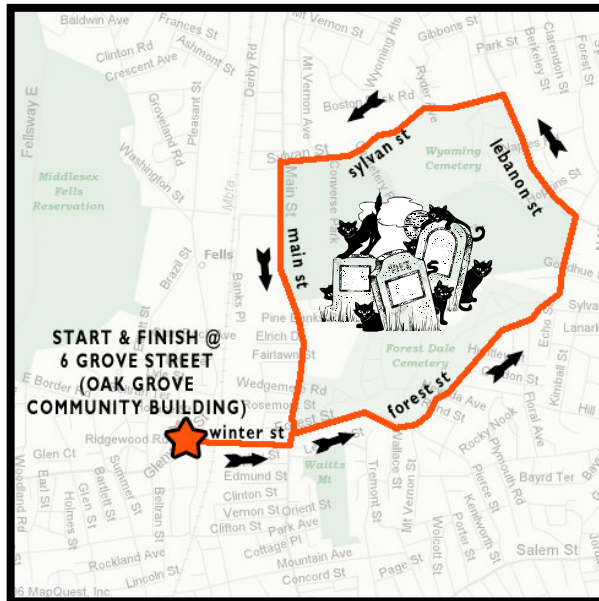 Baldwin Ave
Frances St
Mt Vernon St
Gibbons St
Clarendon St
Forest St
Park St
Berkeley St
Clinton Rd
Ashmont St
Crescent Ave
Derby Rd
Wyoming Hts
Ryder Ave
Fellsway E
Groveland Rd
Pleasant St
Mt Vernon Ave
Boston Rock Rd
Washington St
Sylvan St
sylvan st
Wyoming
Cemetery
lebanon st
Mbta
Middlesex
Fells
Reservation
Main St
Converse Park
main st
Fells
Brazil St
Banks Pl
Goodhue St
Sylva
Echo St
Lanark
Pine Banks
Elrich Dr
Fairlawn St
Forest Dale
Cemetery
Kimball St
START & FINISH @
6 GROVE STREET
(OAK GROVE
COMMUNITY BUILDING)
E Border Rd
Wedgemere Rd
Rosemont St
forest st
Floral Ave
Hill
Ridgewood Rd
winter st
Rocky Nook
Glen Ct
Glen St
Summer St
Bartlett St
Earl St
Holmes St
Woodland Rd
Beltran St
Edmund St
Clinton St
Vernon St
Orient St
Clifton St
Park Ave
Cottage Pl
Waitts
Mt
Tremont St
Wallace St
Mt Vernon St
Pierce St
Plymouth Rd
Bayrd Ter
Kenilworth St
Porter St
Wolcott St
Salem St
Rockland Ave
Lincoln St
Mountain Ave
Concord St
Page St
MapQuest, Inc.